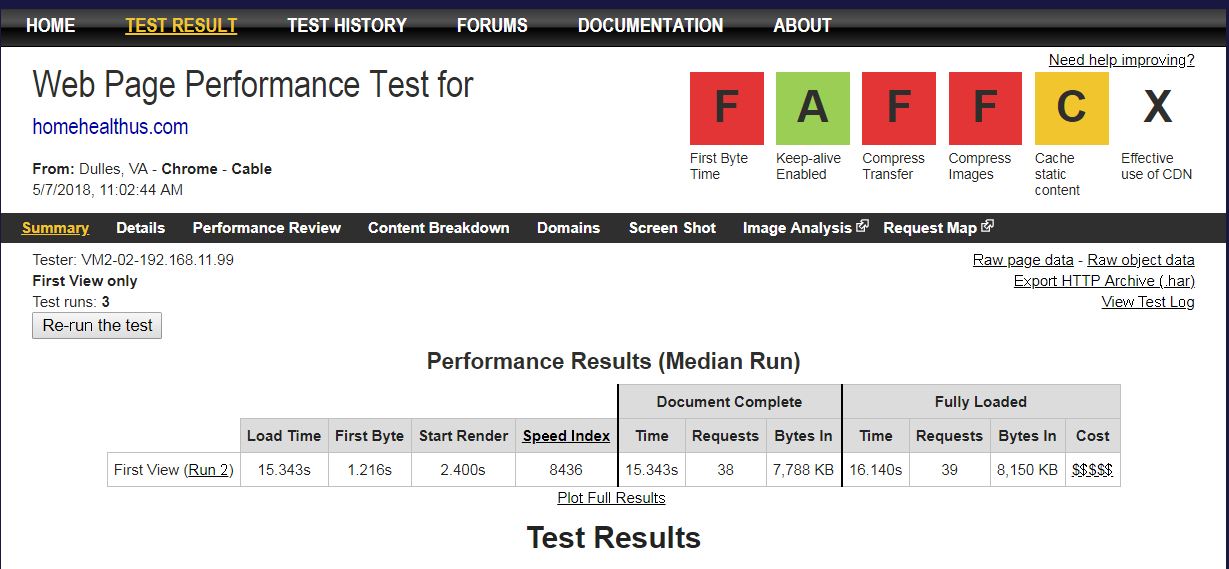 HOME TEST RESULT TEST HISTORY FORUMS DOCUMENTATION ABOUT
Need help improving?
Web Page Performance Test for
homehealthus.com
From: Dulles, VA - Chrome - Cable
5/7/2018, 11:02:44 AM
F A F F C X
First Byte Time
Keep-alive Enabled
Compress Transfer
Compress Images
Cache static content
Effective use of CDN
Summary Details Performance Review Content Breakdown Domains Screen Shot Image Analysis Request Map
Tester: VM2-02-192.168.11.99
First View only
Test runs: 3
Re-run the test
Raw page data - Raw object data
Export HTTP Archive (.har)
View Test Log
Performance Results (Median Run)
Document Complete Fully Loaded
Load Time First Byte Start Render Speed Index Time Requests Bytes In Time Requests Bytes In Cost
First View (Run 2) 15.343s 1.216s 2.400s 8436 15.343s 38 7,788 KB 16.140s 39 8,150 KB $$$$$
Plot Full Results
Test Results